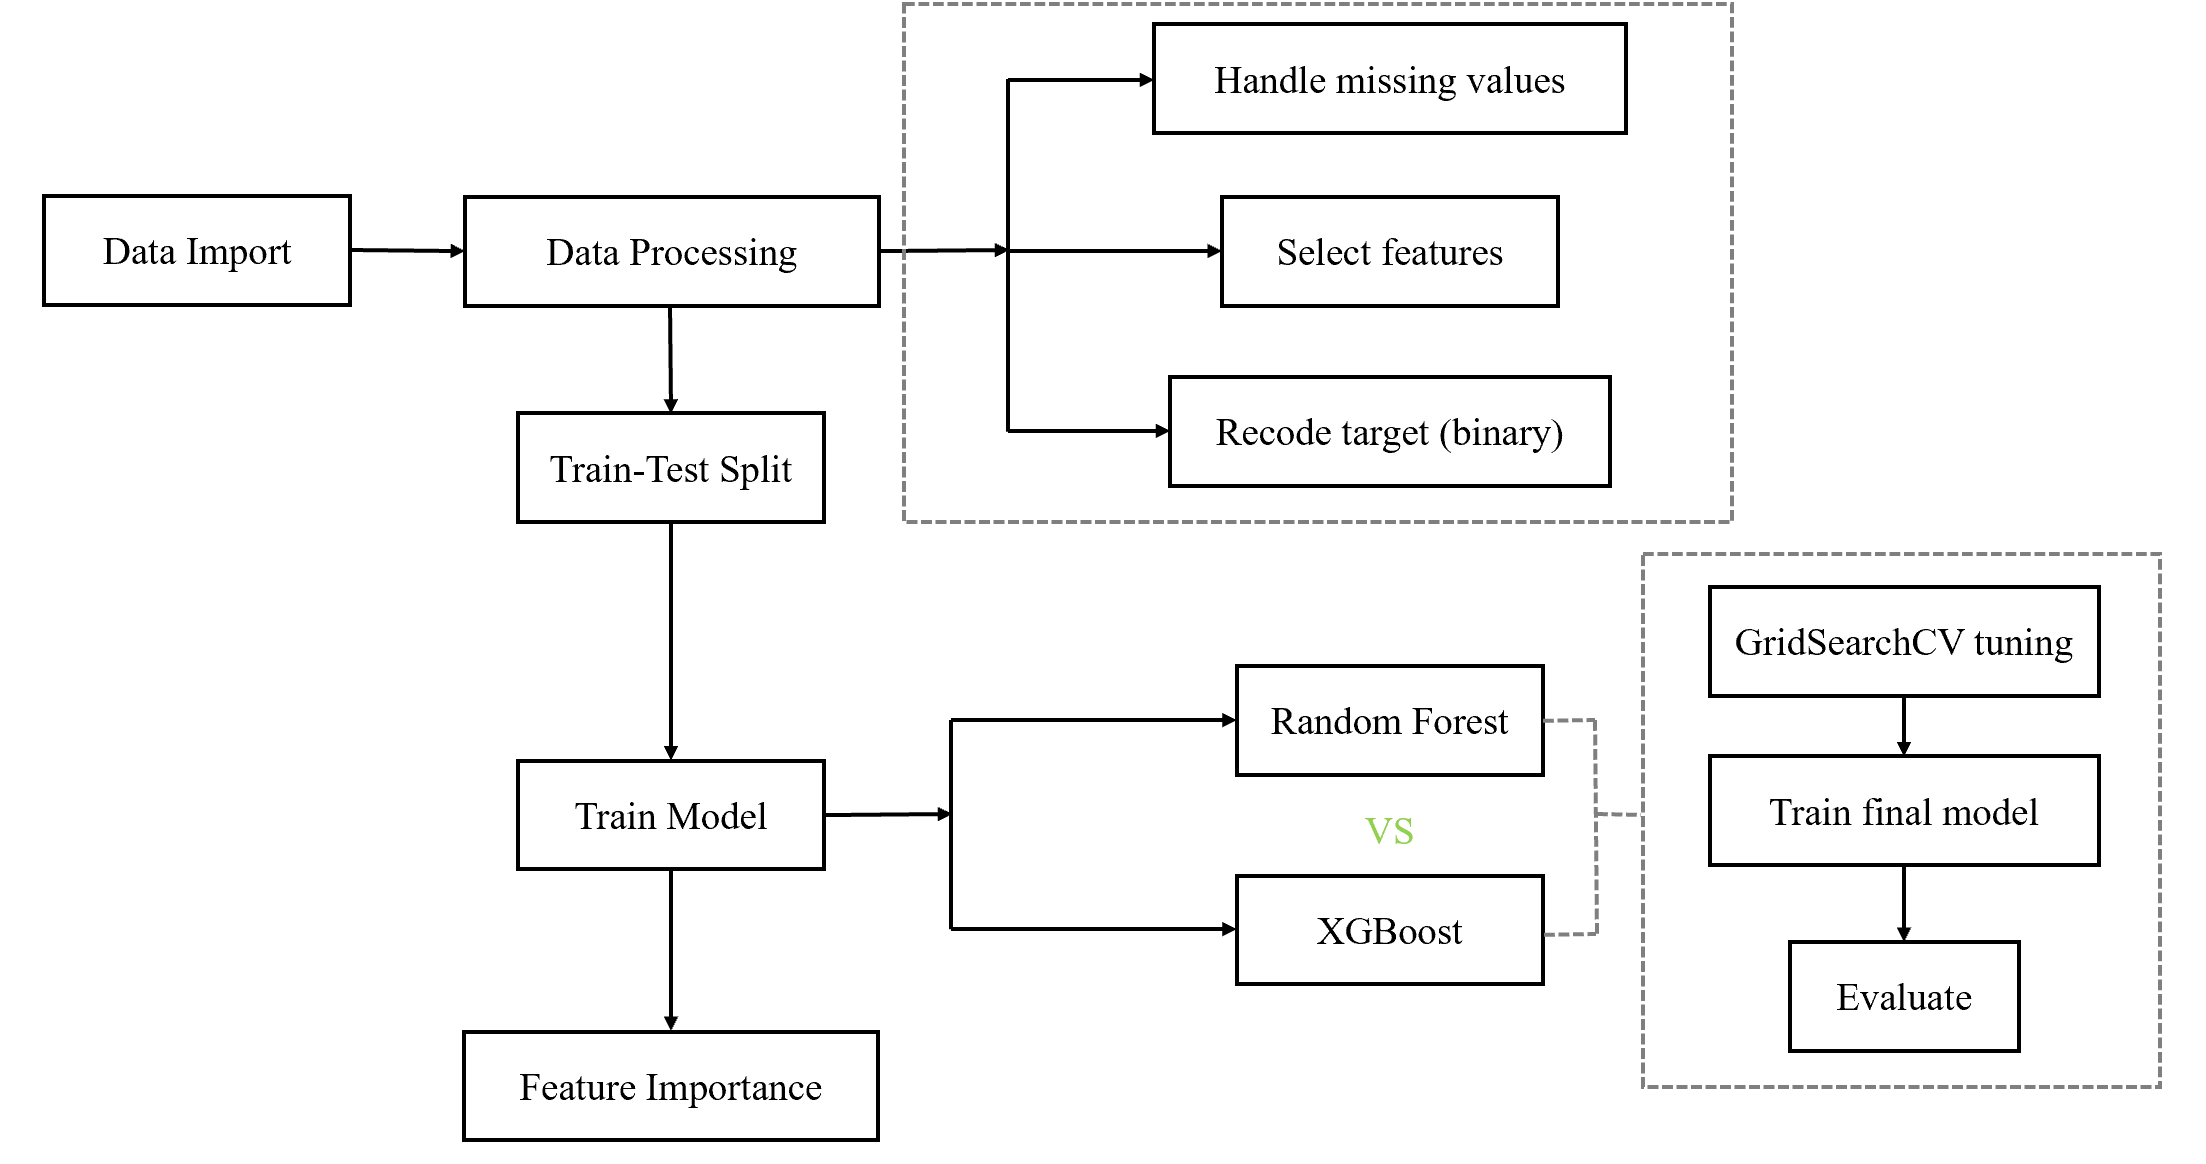 Handle missing values
Data Import
Data Processing
Select features
Recode target (binary)
Train-Test Split
GridSearchCV tuning
Random Forest
Train Model
VS
Train final model
XGBoost
Evaluate
Feature Importance